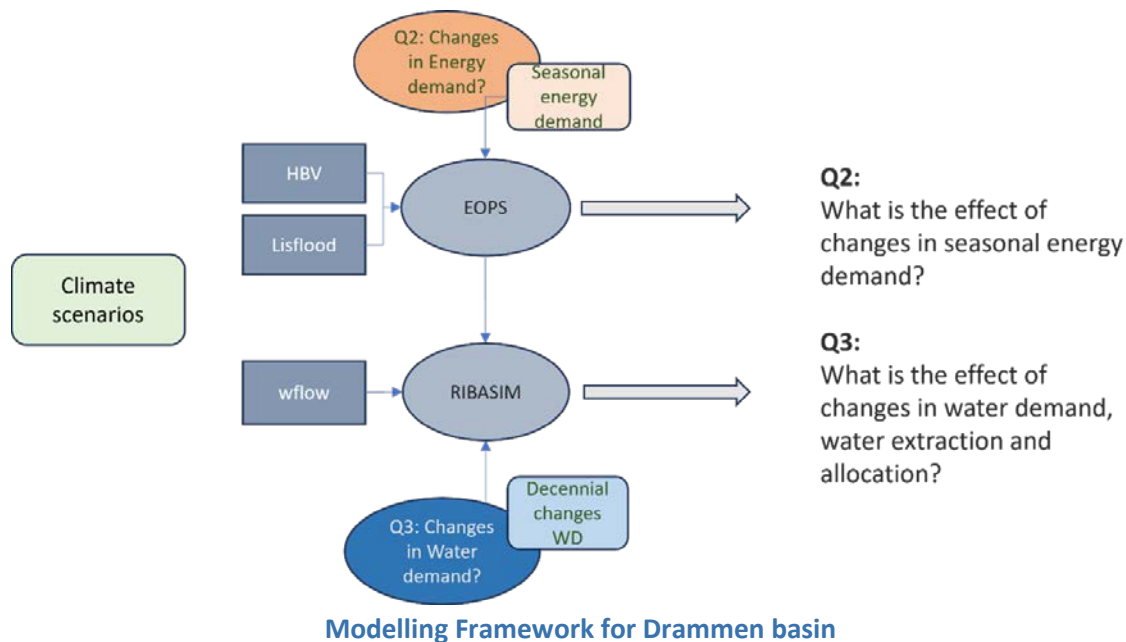 Q2: Changes
in Energy
demand?
Seasonal
energy
demand
HBV
EOPS
Lisflood
Climate
scenarios
wflow
RIBASIM
Q3: Changes
in Water
demand?
Decennial
changes
WD
Q2:
What is the effect of
changes in seasonal energy
demand?
Q3:
What is the effect of
changes in water demand,
water extraction and
allocation?
Modelling Framework for Drammen basin